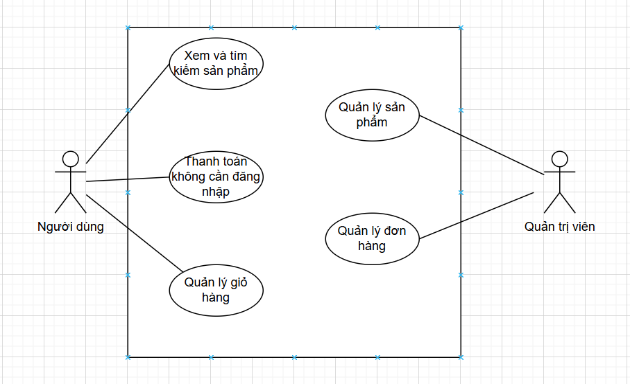 Xem và tìm
kiếm sản phẩm
Quản lý sản
phẩm
Thanh toán
không cần đăng
nhập
Người dùng
Quản trị viên
Quản lý đơn
hàng
Quản lý giỏ
hàng